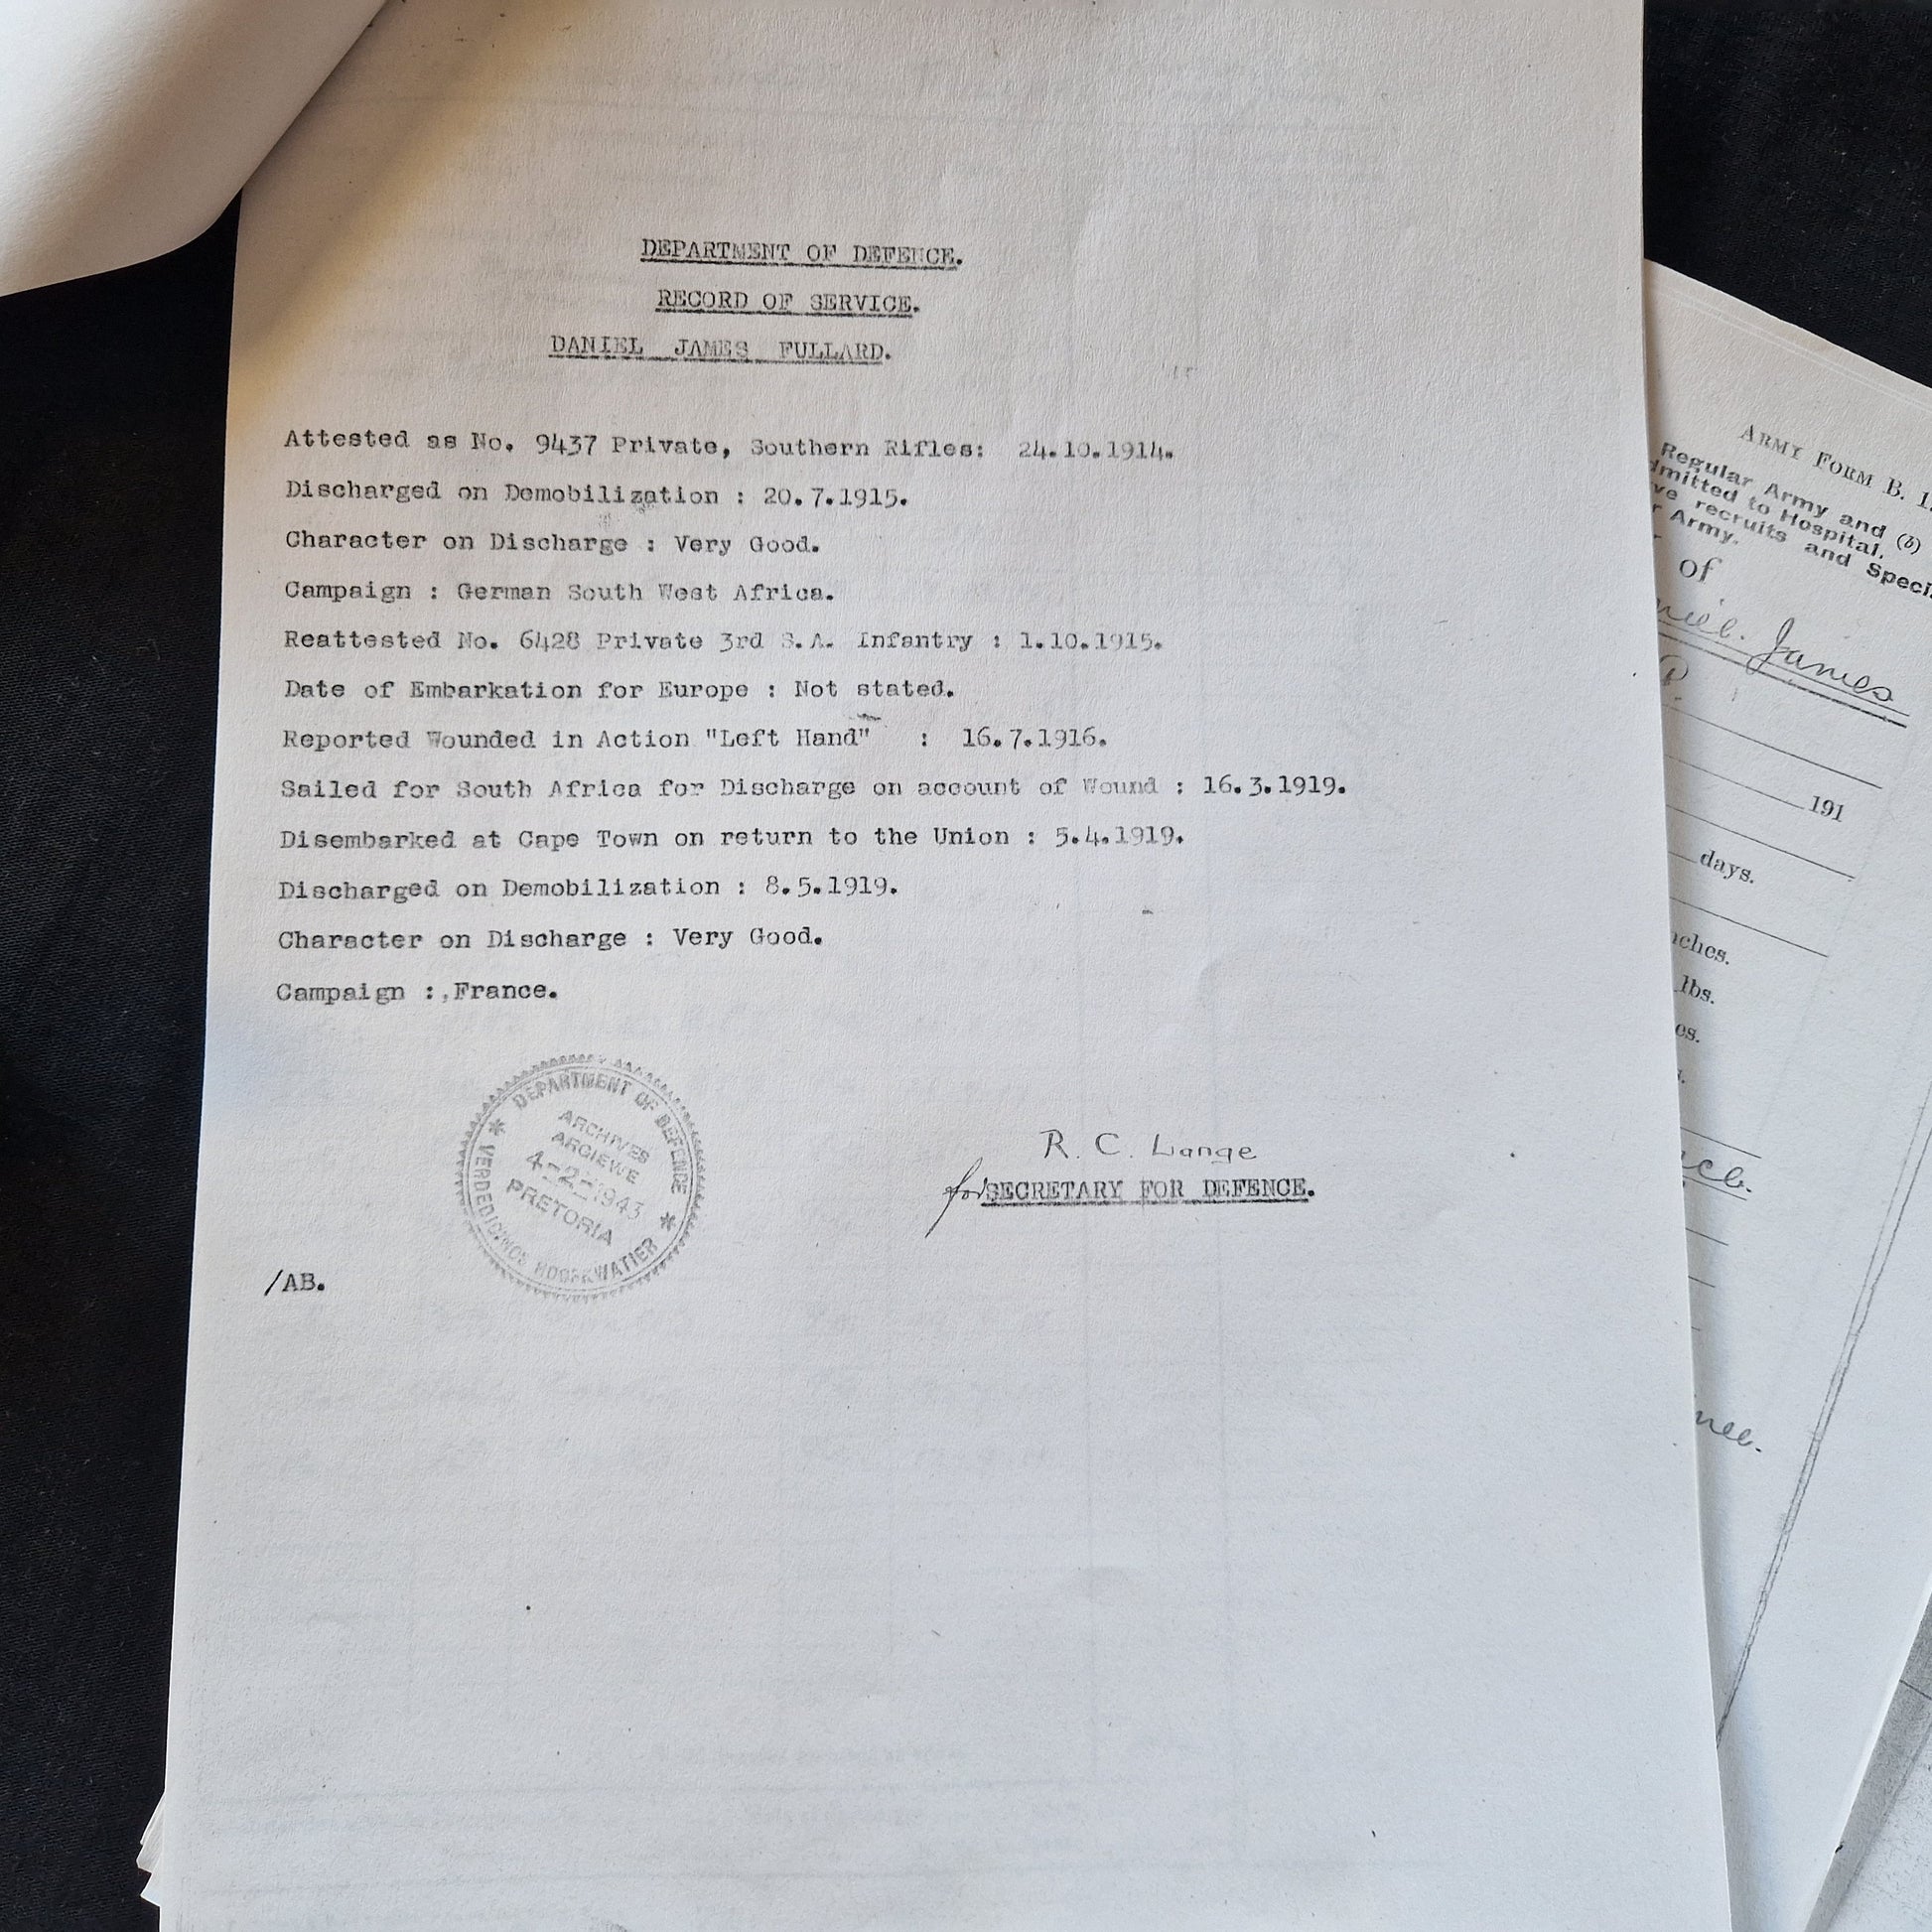 DEPARTMENT OF DEFENCE.
RECORD OF SERVICE.
DANIEL JAMES FULLARD.
Attested as No. 9437 Private, Southern Rifles: 24.10.1914.
Discharged on Demobilization : 20.7.1915.
Character on Discharge : Very Good.
Campaign : German South West Africa.
Reattested No. 6428 Private 3rd S.A. Infantry : 1.10.1915.
Date of Embarkation for Europe : Not stated.
Reported Wounded in Action "Left Hand" : 16.7.1916.
Sailed for South Africa for Discharge on account of Wound : 16.3.1919.
Disembarked at Cape Town on return to the Union : 5.4.1919.
Discharged on Demobilization : 8.5.1919.
Character on Discharge : Very Good.
Campaign :,France.
DEPARTMENT OF DEFENCE
ARCHIVES
ARGIEWE
4-2-1943
PRETORIA
HOOFKWATIER
R. C. Lange
for SECRETARY FOR DEFENCE.
/AB.
ARMY FORM B.
Regular Army and (b)
dmitted to Hospital.
ve recruits and Speci
r Army.
of
James
191
days.
ches.
lbs.
es.